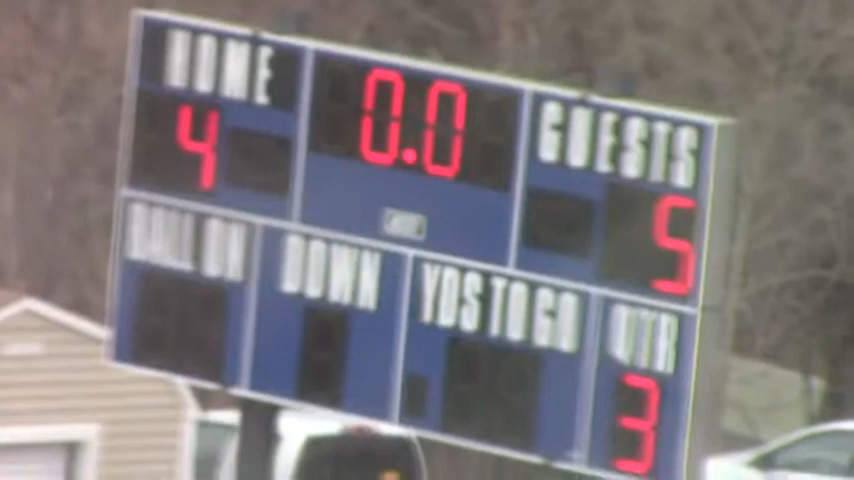 HOME 0.0 GUESTS
4 5
BALL ON DOWN YDS TO GO QTR
3